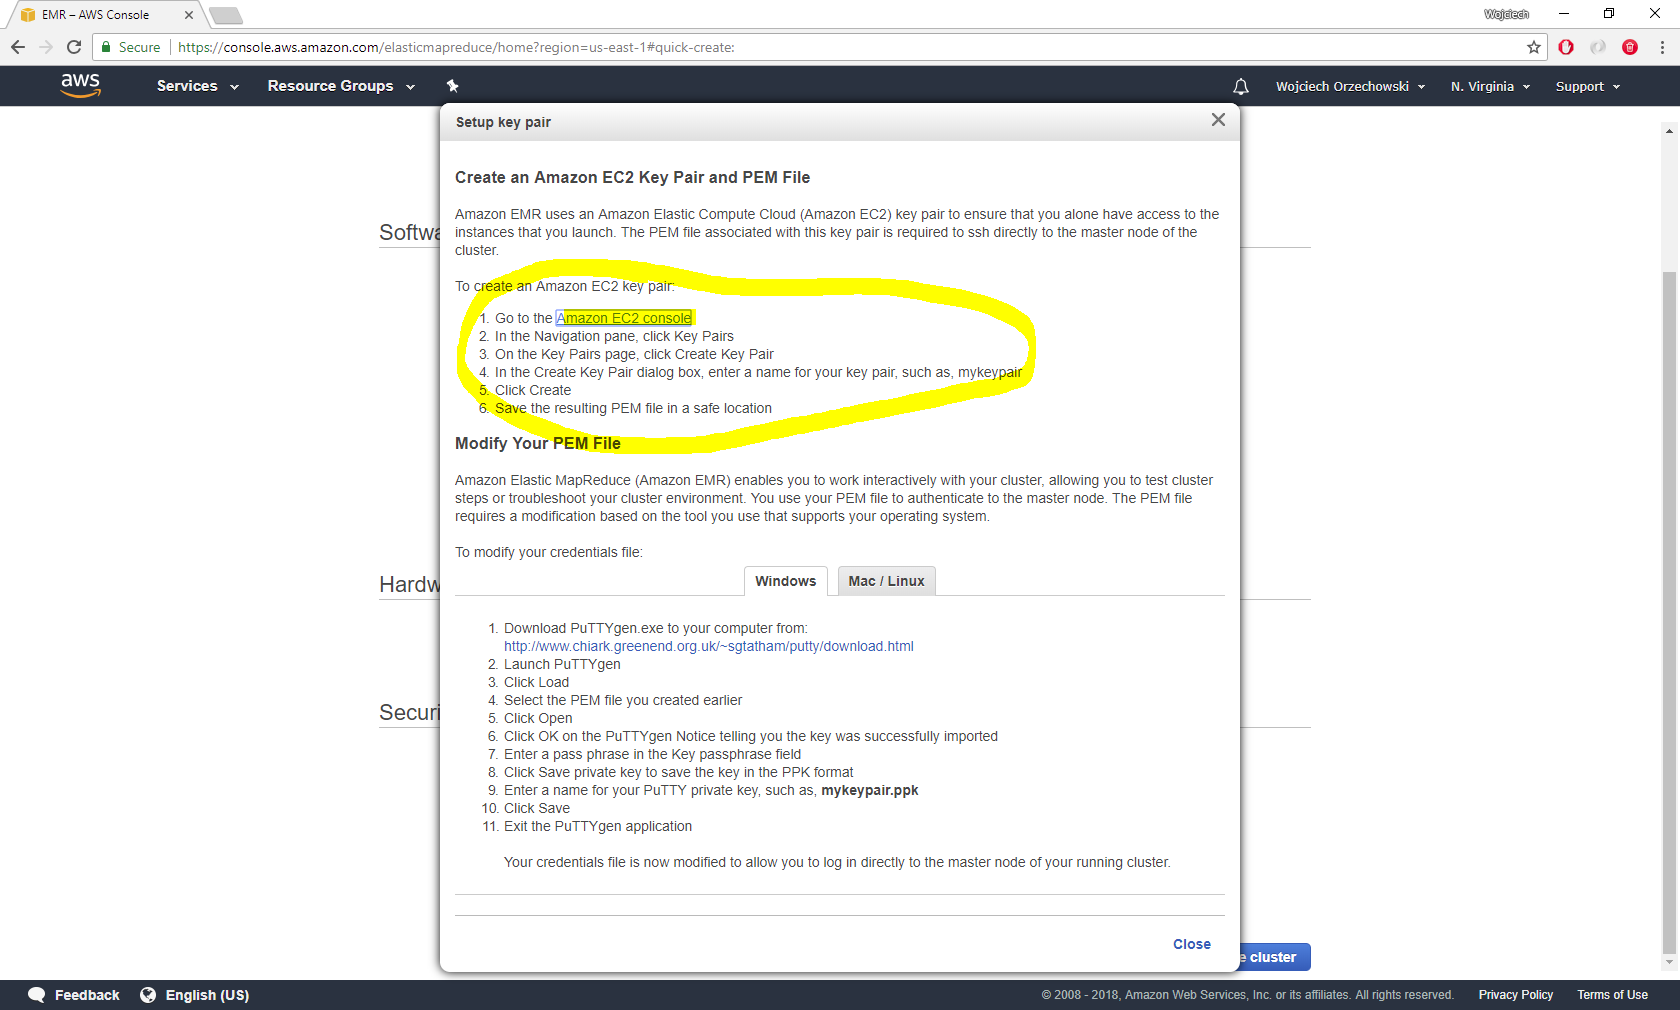 EMR – AWS Console
Wojciech
Secure
https://console.aws.amazon.com/elasticmapreduce/home?region=us-east-1#quick-create:
aws
Services
Resource Groups
Wojciech Orzechowski
N. Virginia
Support
Setup key pair
Create an Amazon EC2 Key Pair and PEM File
Amazon EMR uses an Amazon Elastic Compute Cloud (Amazon EC2) key pair to ensure that you alone have access to the
instances that you launch. The PEM file associated with this key pair is required to ssh directly to the master node of the
cluster.
Softwa
To create an Amazon EC2 key pair:
1. Go to the Amazon EC2 console
2. In the Navigation pane, click Key Pairs
3. On the Key Pairs page, click Create Key Pair
4. In the Create Key Pair dialog box, enter a name for your key pair, such as, mykeypair
5. Click Create
6. Save the resulting PEM file in a safe location
Modify Your PEM File
Amazon Elastic MapReduce (Amazon EMR) enables you to work interactively with your cluster, allowing you to test cluster
steps or troubleshoot your cluster environment. You use your PEM file to authenticate to the master node. The PEM file
requires a modification based on the tool you use that supports your operating system.
To modify your credentials file:
Hardw
Windows
Mac / Linux
1. Download PuTTYgen.exe to your computer from:
http://www.chiark.greenend.org.uk/~sgtatham/putty/download.html
2. Launch PuTTYgen
3. Click Load
4. Select the PEM file you created earlier
Securi
5. Click Open
6. Click OK on the PuTTYgen Notice telling you the key was successfully imported
7. Enter a pass phrase in the Key passphrase field
8. Click Save private key to save the key in the PPK format
9. Enter a name for your PuTTY private key, such as, mykeypair.ppk
10. Click Save
11. Exit the PuTTYgen application
Your credentials file is now modified to allow you to log in directly to the master node of your running cluster.
Close
e cluster
Feedback
English (US)
© 2008 - 2018, Amazon Web Services, Inc. or its affiliates. All rights reserved.
Privacy Policy
Terms of Use